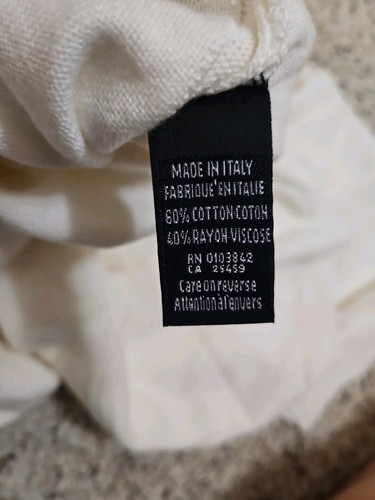 MADE IN ITALY
FABRIQUÉ EN ITALIE
60% COTTON·COTON
40% RAYON·VISCOSE
RN 0103842
CA 25459
Care on reverse
Attention à l'envers